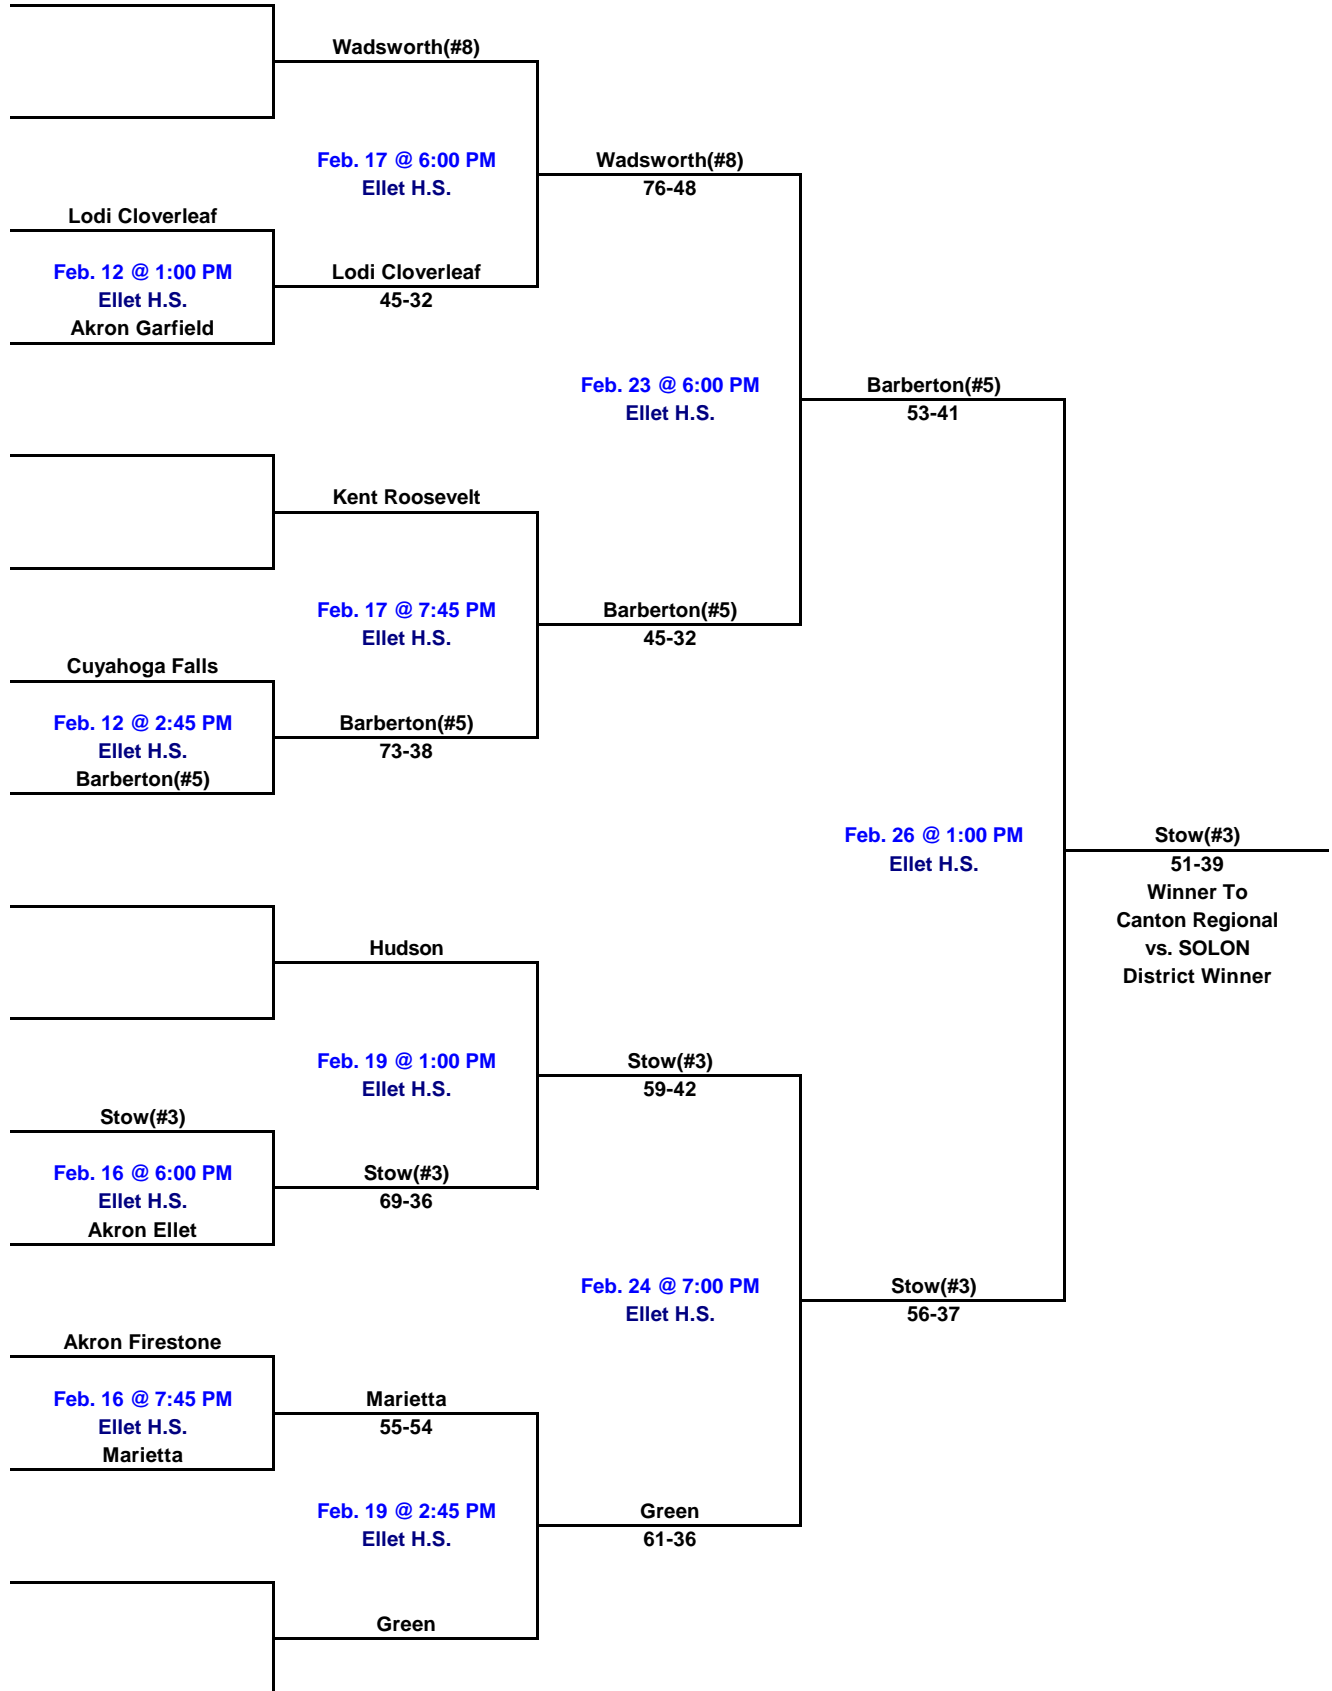 Wadsworth(#8)
Feb. 17 @ 6:00 PM
Ellet H.S.
Wadsworth(#8)
76-48
Lodi Cloverleaf
Feb. 12 @ 1:00 PM
Ellet H.S.
Akron Garfield
Lodi Cloverleaf
45-32
Feb. 23 @ 6:00 PM
Ellet H.S.
Barberton(#5)
53-41
Kent Roosevelt
Feb. 17 @ 7:45 PM
Ellet H.S.
Barberton(#5)
45-32
Cuyahoga Falls
Feb. 12 @ 2:45 PM
Ellet H.S.
Barberton(#5)
Barberton(#5)
73-38
Feb. 26 @ 1:00 PM
Ellet H.S.
Stow(#3)
51-39
Winner To
Canton Regional
vs. SOLON
District Winner
Hudson
Feb. 19 @ 1:00 PM
Ellet H.S.
Stow(#3)
59-42
Stow(#3)
Feb. 16 @ 6:00 PM
Ellet H.S.
Akron Ellet
Stow(#3)
69-36
Feb. 24 @ 7:00 PM
Ellet H.S.
Stow(#3)
56-37
Akron Firestone
Feb. 16 @ 7:45 PM
Ellet H.S.
Marietta
Marietta
55-54
Feb. 19 @ 2:45 PM
Ellet H.S.
Green
61-36
Green